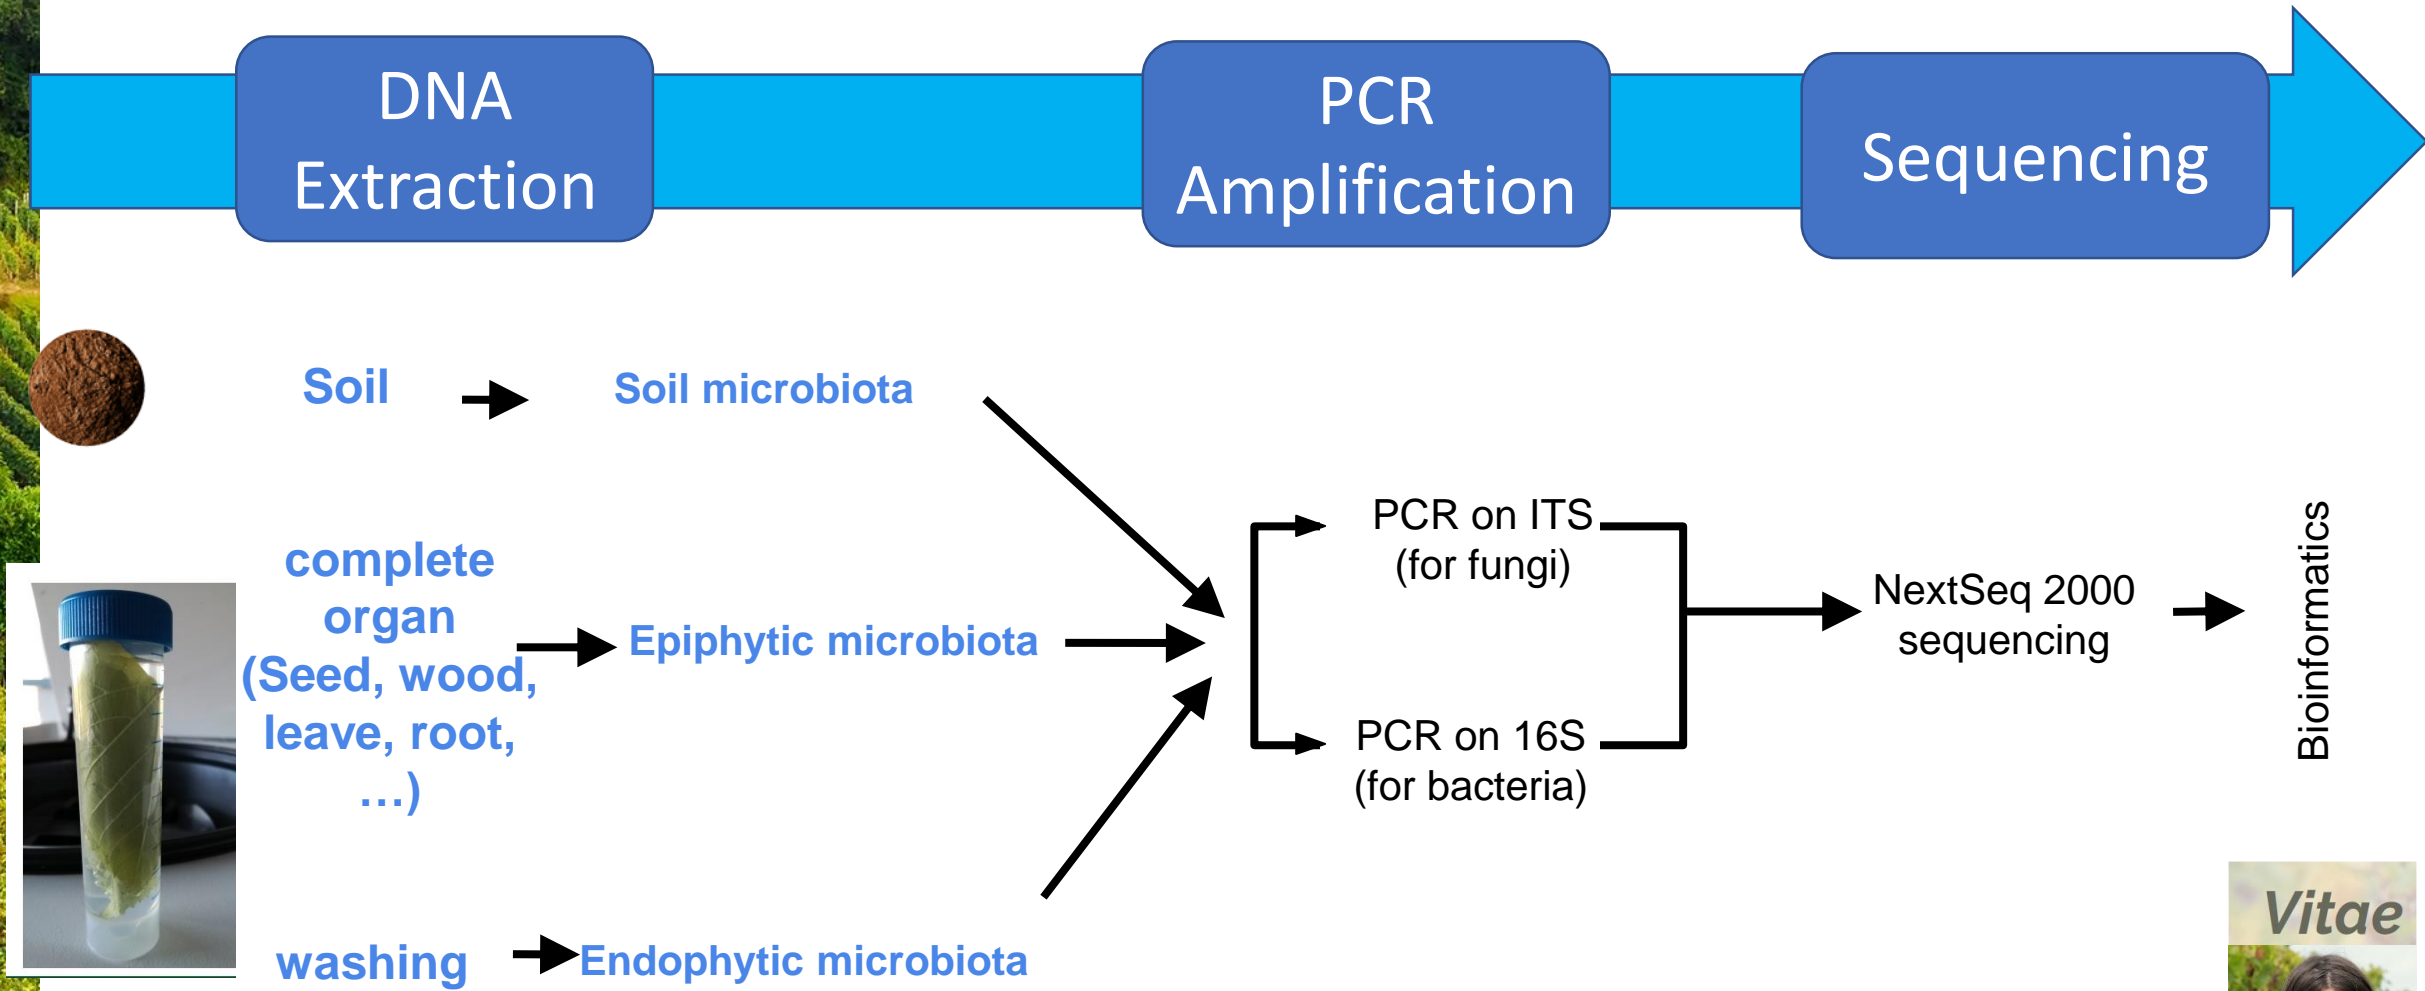 DNA
Extraction
PCR
Amplification
Sequencing
Soil
Soil microbiota
complete
organ
(Seed, wood,
leave, root,
...)
Epiphytic microbiota
washing
Endophytic microbiota
PCR on ITS
(for fungi)
PCR on 16S
(for bacteria)
NextSeq 2000
sequencing
Bioinformatics
Vitae